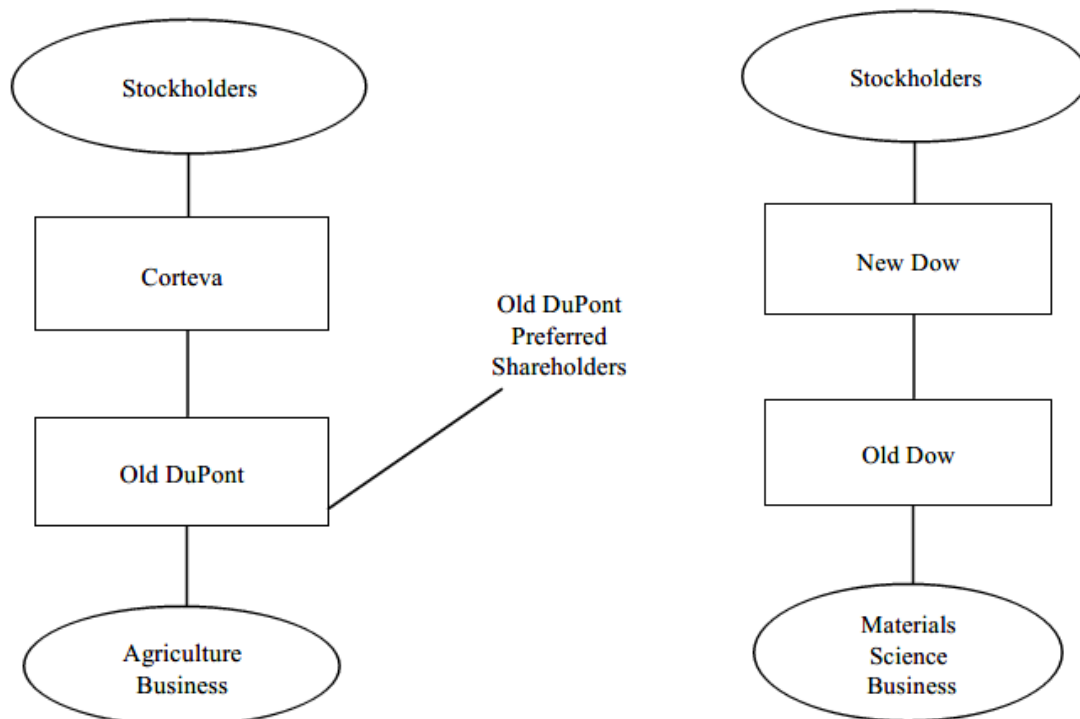 Stockholders
Corteva
Old DuPont
Preferred
Shareholders
Old DuPont
Agriculture
Business
Stockholders
New Dow
Old Dow
Materials
Science
Business